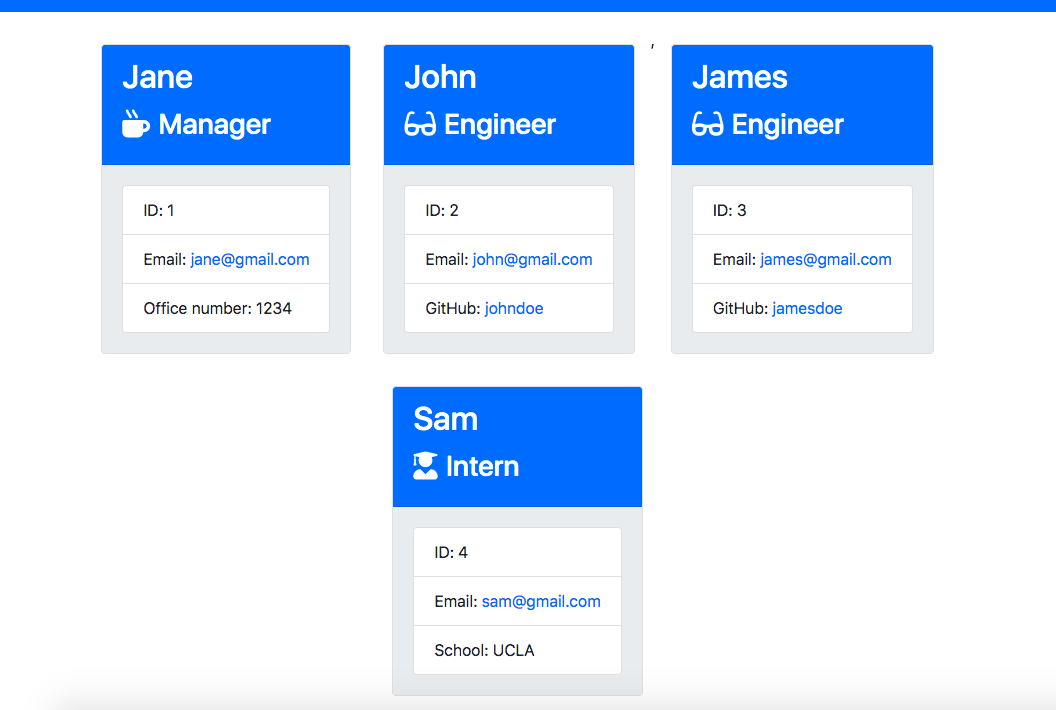 Jane
Manager
ID: 1
Email: jane@gmail.com
Office number: 1234
John
Engineer
ID: 2
Email: john@gmail.com
GitHub: johndoe
,
James
Engineer
ID: 3
Email: james@gmail.com
GitHub: jamesdoe
Sam
Intern
ID: 4
Email: sam@gmail.com
School: UCLA